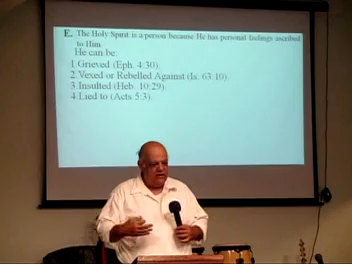 E. The Holy Spirit is a person because He has personal feelings ascribed
to Him.
He can be:
1.Grieved (Eph. 4:30).
2.Vexed or Rebelled Against (Is. 63:10).
3.Insulted (Heb. 10:29).
4.Lied to (Acts 5:3).